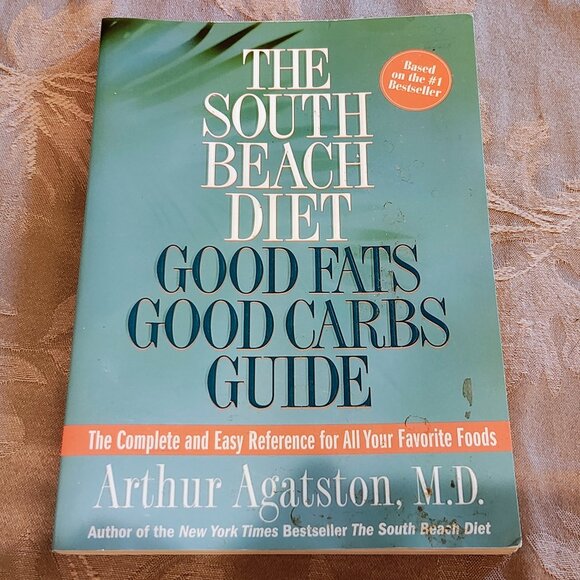 THE
SOUTH
BEACH
DIET
Based
on the #1
Bestseller
GOOD FATS
GOOD CARBS
GUIDE
The Complete and Easy Reference for All Your Favorite Foods
Arthur Agatston, M.D.
Author of the New York Times Bestseller The South Beach Diet